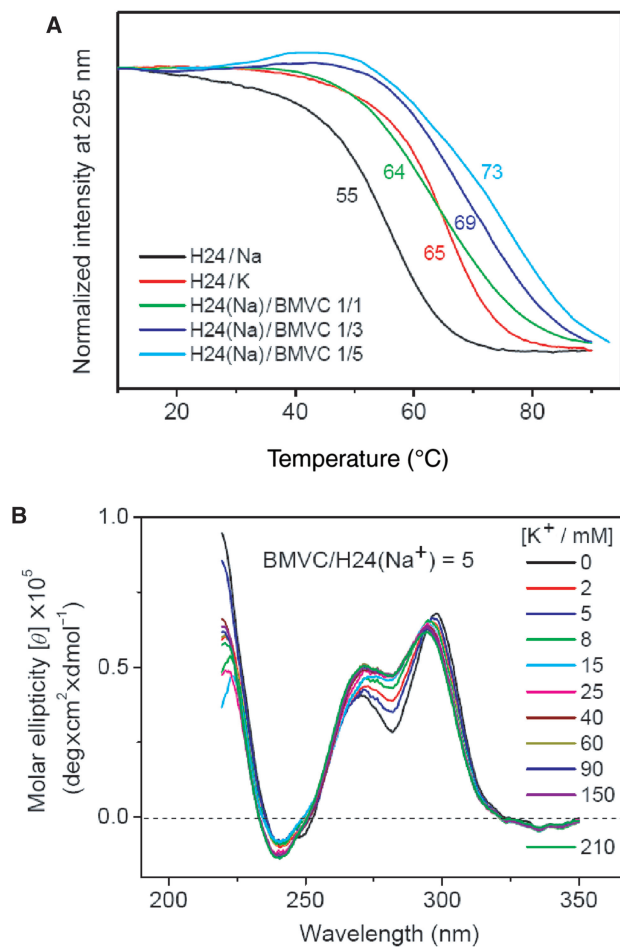 A
Normalized intensity at 295 nm
55
64
65
69
73
H24/Na
H24/K
H24(Na)/BMVC 1/1
H24(Na)/BMVC 1/3
H24(Na)/BMVC 1/5
20 40 60 80
Temperature (°C)
B
Molar ellipticity [θ] ×10⁵
(deg×cm²×dmol⁻¹)
1.0
0.5
0.0
BMVC/H24(Na⁺) = 5
[K⁺ / mM]
0
2
5
8
15
25
40
60
90
150
210
200 250 300 350
Wavelength (nm)